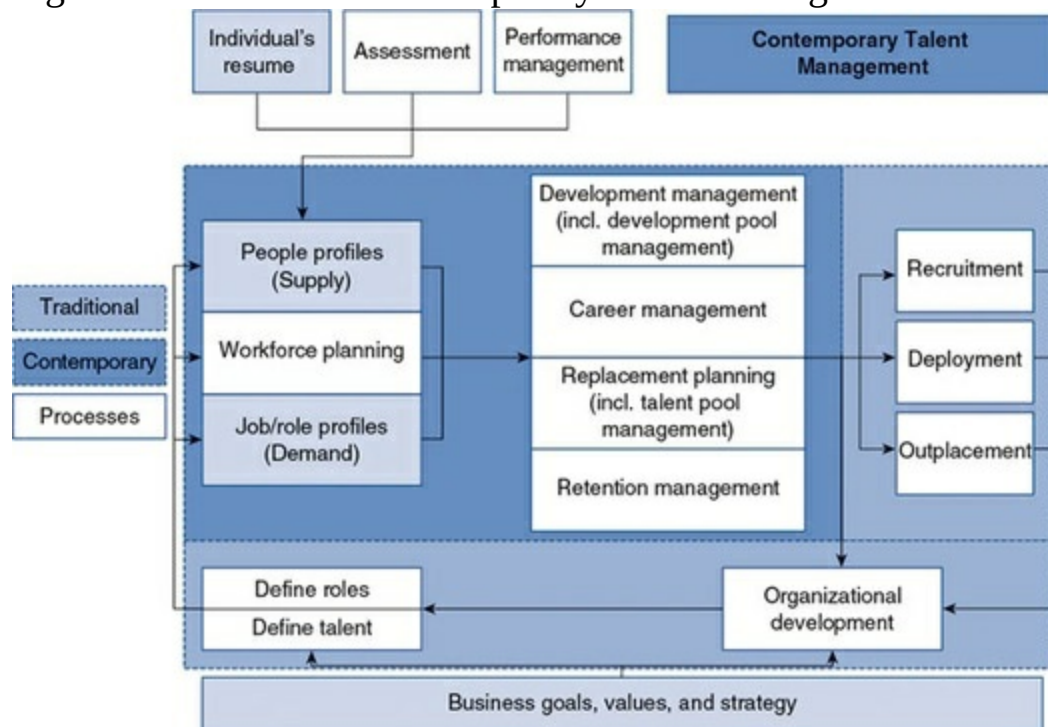 Individual's
resume
Assessment
Performance
management
Contemporary Talent
Management
Development management
(incl. development pool
management)
People profiles
(Supply)
Recruitment
Traditional
Career management
Workforce planning
Contemporary
Deployment
Replacement planning
(incl. talent pool
management)
Processes
Job/role profiles
(Demand)
Outplacement
Retention management
Define roles
Define talent
Organizational
development
Business goals, values, and strategy